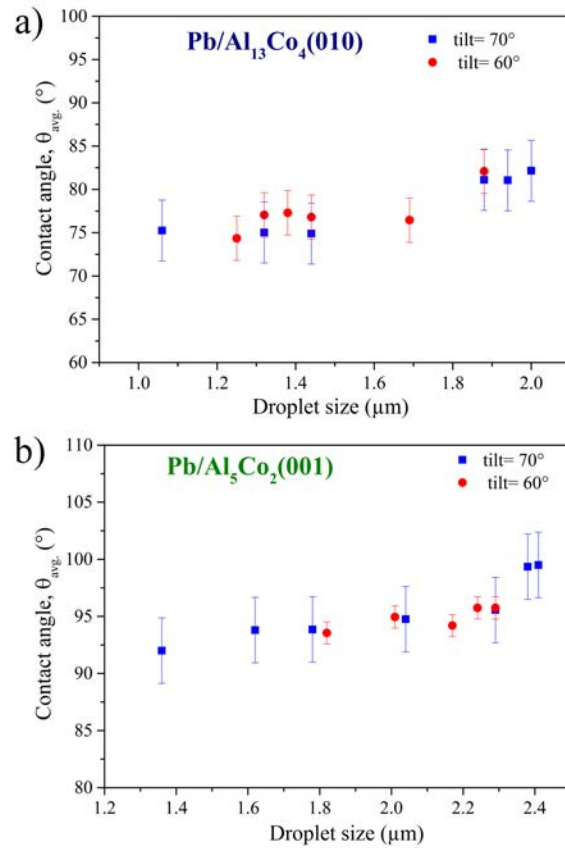 a)
Pb/Al₁₃Co₄(010)
tilt= 70°
tilt= 60°
Contact angle, θavg. (°)
100
95
90
85
80
75
70
65
60
1.0
1.2
1.4
1.6
1.8
2.0
Droplet size (µm)
b)
Pb/Al₅Co₂(001)
tilt= 70°
tilt= 60°
Contact angle, θavg. (°)
110
105
100
95
90
85
80
1.2
1.4
1.6
1.8
2.0
2.2
2.4
Droplet size (µm)